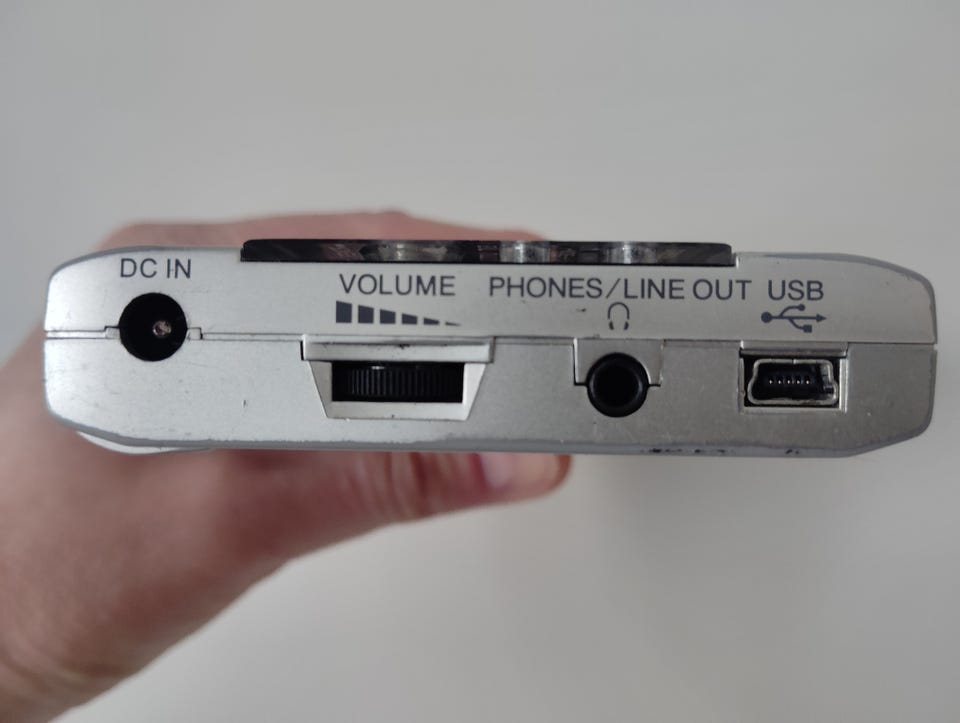 DC IN
VOLUME
PHONES/LINE OUT
USB